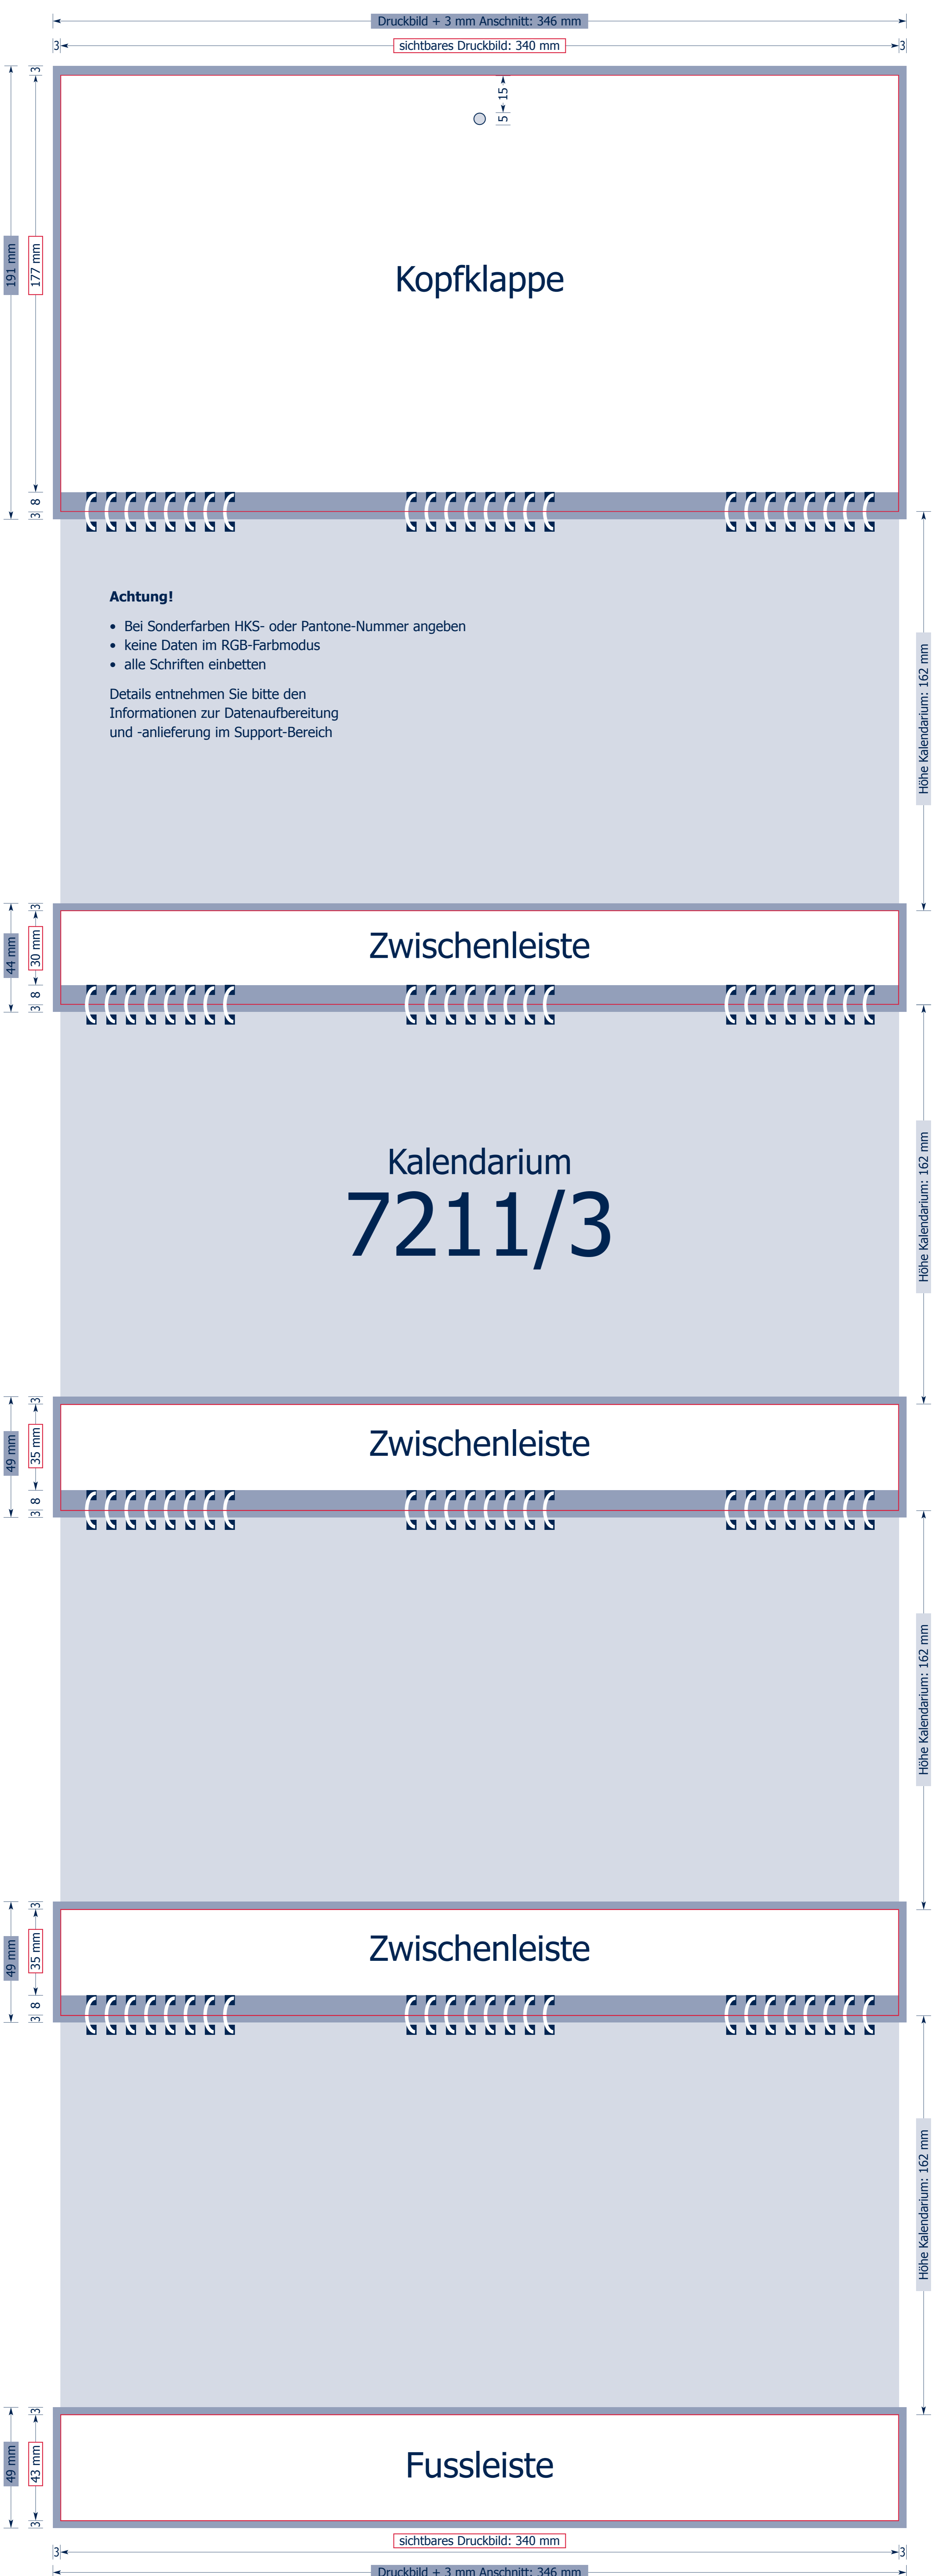 Druckbild + 3 mm Anschnitt: 346 mm
3 sichtbares Druckbild: 340 mm 3
3
15
5
191 mm
177 mm
Kopfklappe
8
3
Achtung!
• Bei Sonderfarben HKS- oder Pantone-Nummer angeben
• keine Daten im RGB-Farbmodus
• alle Schriften einbetten
Details entnehmen Sie bitte den
Informationen zur Datenaufbereitung
und -anlieferung im Support-Bereich
Höhe Kalendarium: 162 mm
3
44 mm
30 mm
Zwischenleiste
8
3
Kalendarium
7211/3
Höhe Kalendarium: 162 mm
3
49 mm
35 mm
Zwischenleiste
8
3
Höhe Kalendarium: 162 mm
3
49 mm
35 mm
Zwischenleiste
8
3
Höhe Kalendarium: 162 mm
3
49 mm
43 mm
Fussleiste
3
sichtbares Druckbild: 340 mm
3 3
Druckbild + 3 mm Anschnitt: 346 mm